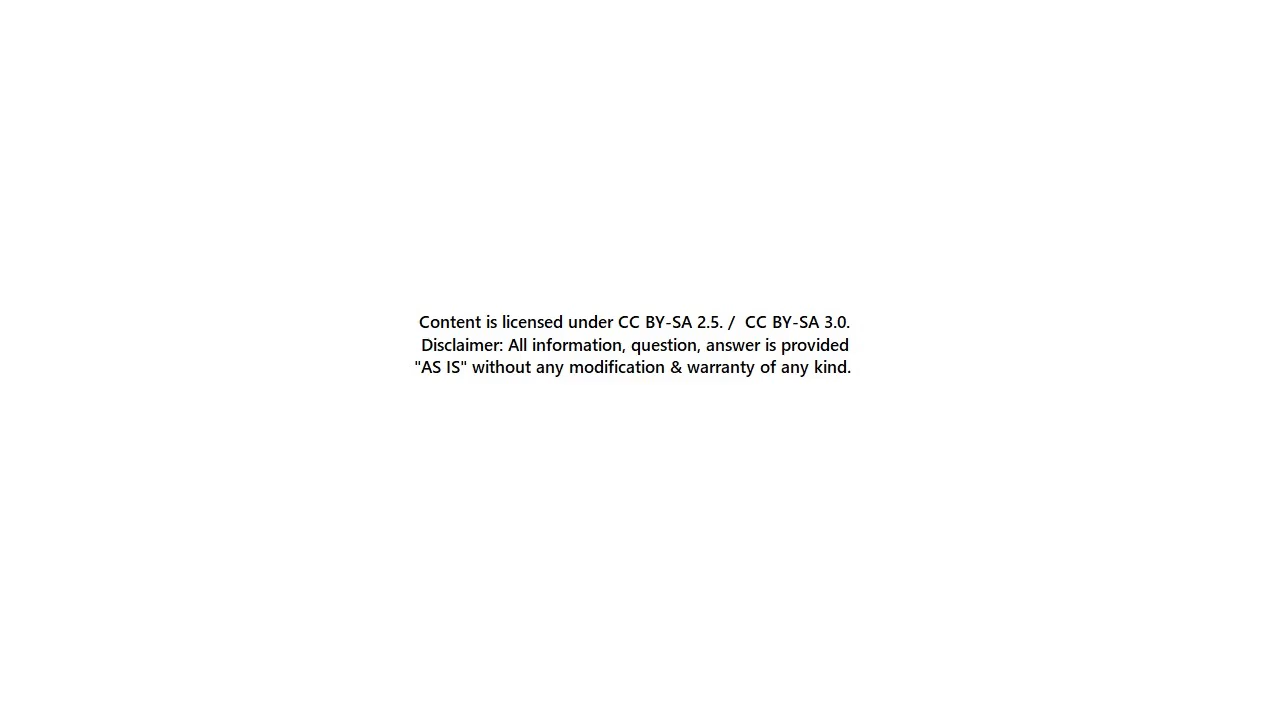 Content is licensed under CC BY-SA 2.5. /  CC BY-SA 3.0.
Disclaimer: All information, question, answer is provided
"AS IS" without any modification & warranty of any kind.